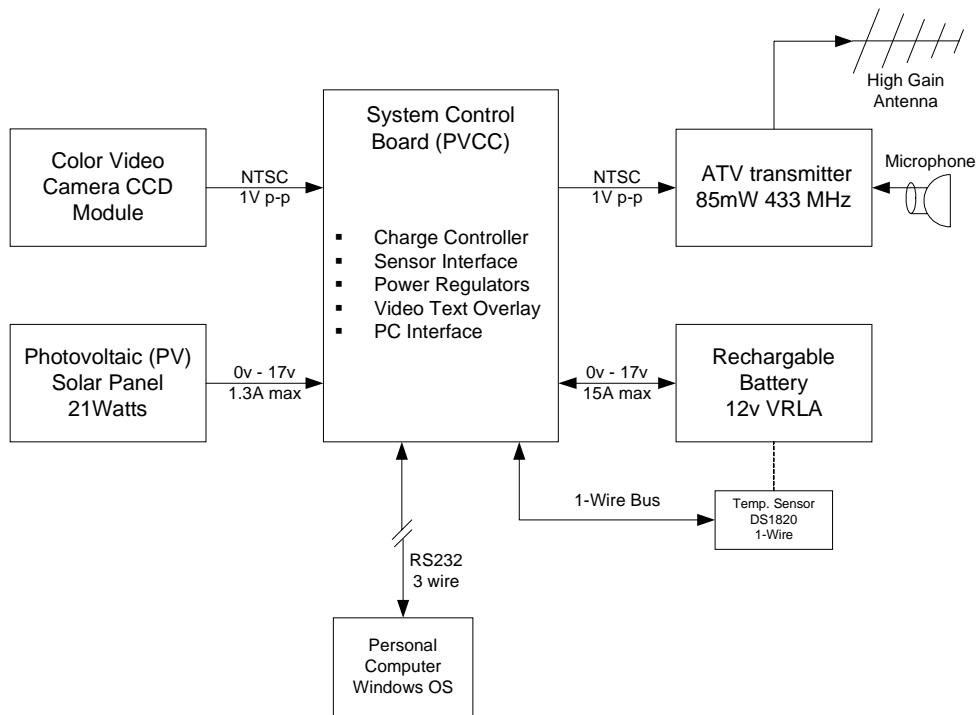 High Gain
Antenna
System Control
Board (PVCC)
Color Video
Camera CCD
Module
NTSC
1V p-p
NTSC
1V p-p
ATV transmitter
85mW 433 MHz
Microphone
▪ Charge Controller
▪ Sensor Interface
▪ Power Regulators
▪ Video Text Overlay
▪ PC Interface
Photovoltaic (PV)
Solar Panel
21Watts
0v - 17v
1.3A max
0v - 17v
15A max
Rechargable
Battery
12v VRLA
1-Wire Bus
Temp. Sensor
DS1820
1-Wire
RS232
3 wire
Personal
Computer
Windows OS